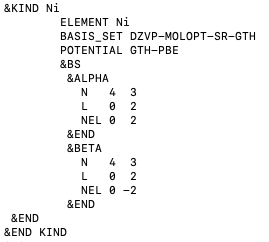 &KIND Ni
ELEMENT Ni
BASIS_SET DZVP-MOLOPT-SR-GTH
POTENTIAL GTH-PBE
&BS
&ALPHA
N   4  3
L   0  2
NEL 0  2
&END
&BETA
N   4  3
L   0  2
NEL 0 -2
&END
&END
&END KIND